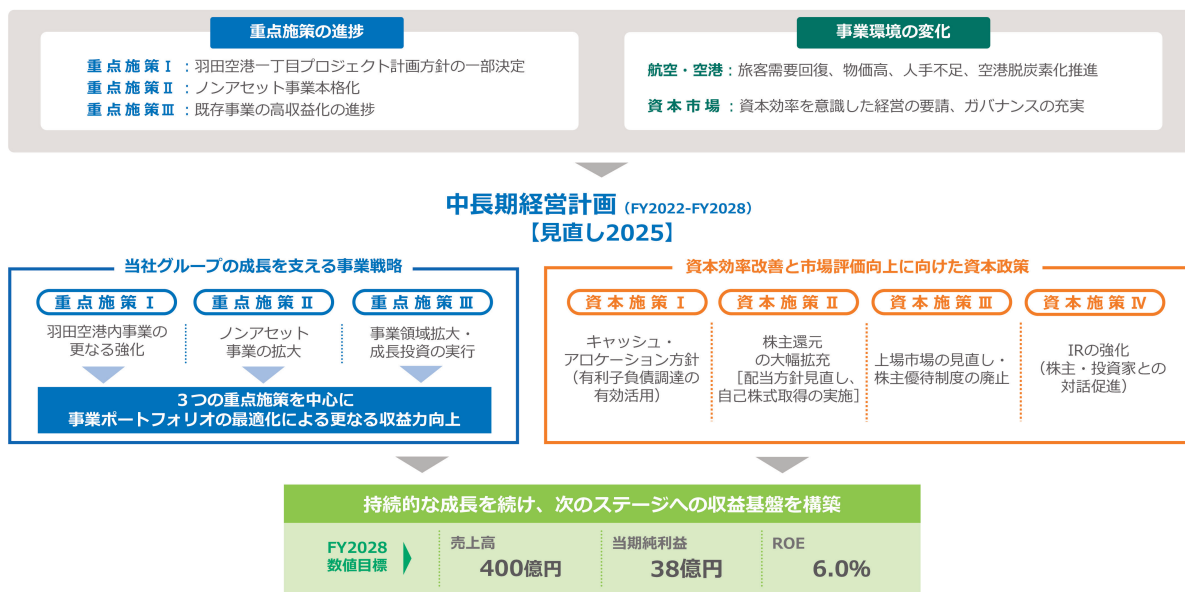 重点施策の進捗
重点施策Ⅰ：羽田空港一丁目プロジェクト計画方針の一部決定
重点施策Ⅱ：ノンアセット事業本格化
重点施策Ⅲ：既存事業の高収益化の進捗
事業環境の変化
航空・空港：旅客需要回復、物価高、人手不足、空港脱炭素化推進
資本市場：資本効率を意識した経営の要請、ガバナンスの充実
中長期経営計画（FY2022-FY2028）
【見直し2025】
当社グループの成長を支える事業戦略
重点施策Ⅰ
羽田空港内事業の
更なる強化
重点施策Ⅱ
ノンアセット
事業の拡大
重点施策Ⅲ
事業領域拡大・
成長投資の実行
３つの重点施策を中心に
事業ポートフォリオの最適化による更なる収益力向上
資本効率改善と市場評価向上に向けた資本政策
資本施策Ⅰ
キャッシュ・
アロケーション方針
（有利子負債調達の
有効活用）
資本施策Ⅱ
株主還元
の大幅拡充
［配当方針見直し、
自己株式取得の実施］
資本施策Ⅲ
上場市場の見直し・
株主優待制度の廃止
資本施策Ⅳ
IRの強化
（株主・投資家との
対話促進）
持続的な成長を続け、次のステージへの収益基盤を構築
FY2028
数値目標
売上高
400億円
当期純利益
38億円
ROE
6.0%